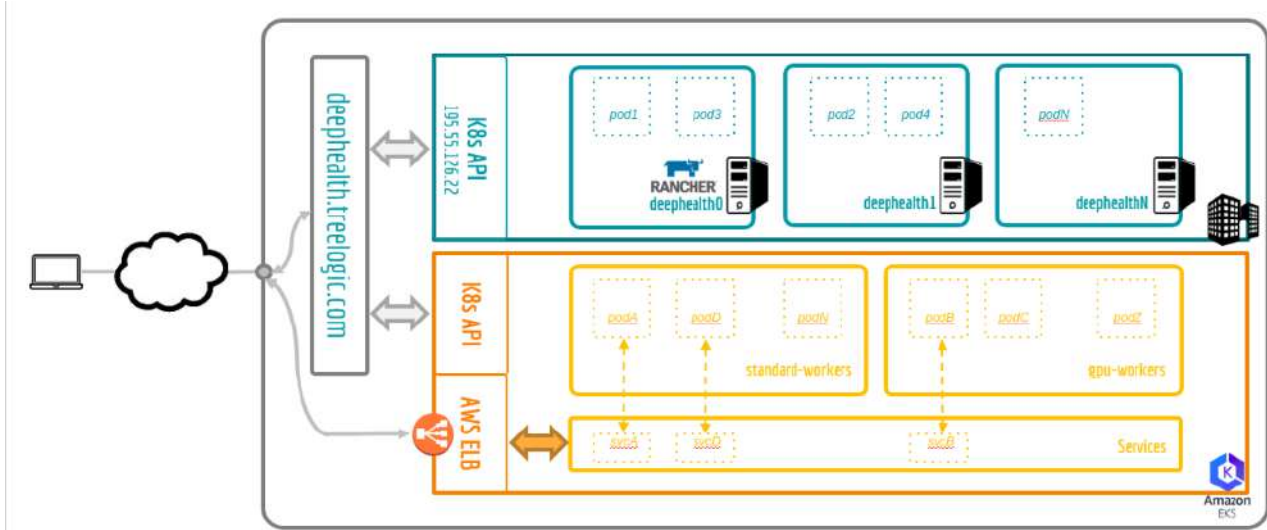 deephealth.treelogic.com
K8s API
195.55.126.22
pod1
pod3
RANCHER
deephealth0
pod2
pod4
deephealth1
podN
deephealthN
K8s API
AWS ELB
podA
podD
podN
standard-workers
podB
podC
podZ
gpu-workers
svcA
svcD
svcB
Services
Amazon
EKS